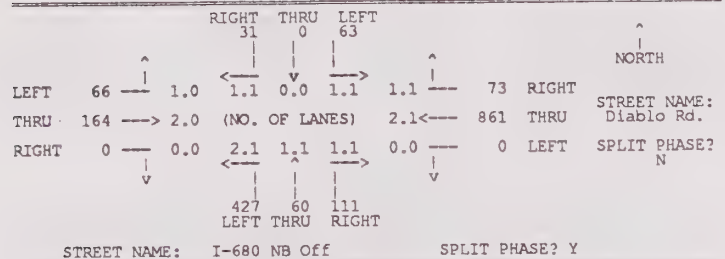 RIGHT THRU LEFT
31 0 63
NORTH
LEFT 66 --- 1.0 1.1 0.0 1.1 1.1 --- 73 RIGHT
STREET NAME:
THRU 164 ---> 2.0 (NO. OF LANES) 2.1<--- 861 THRU Diablo Rd.
RIGHT 0 --- 0.0 2.1 1.1 1.1 0.0 --- 0 LEFT SPLIT PHASE?
N
427 60 111
LEFT THRU RIGHT
STREET NAME: I-680 NB Off SPLIT PHASE? Y